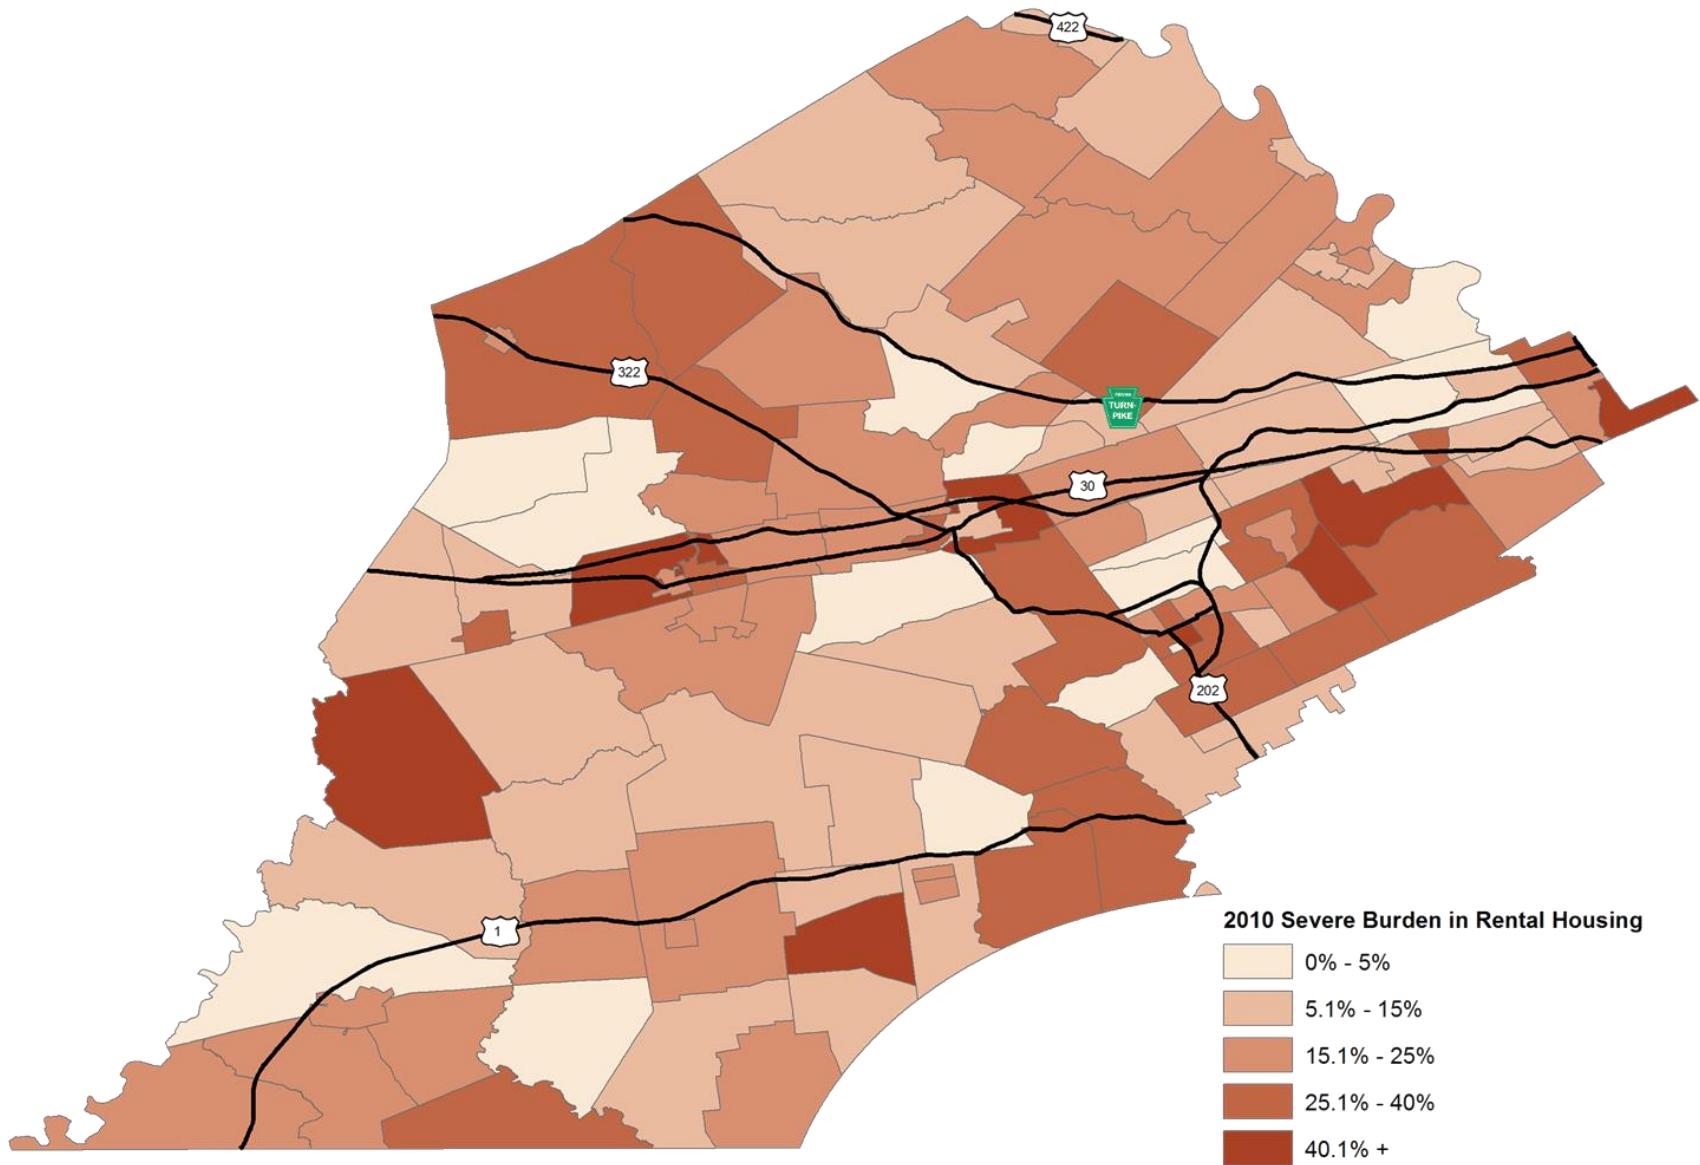 422
322
TURN-
PIKE
30
202
1
2010 Severe Burden in Rental Housing
0% - 5%
5.1% - 15%
15.1% - 25%
25.1% - 40%
40.1% +